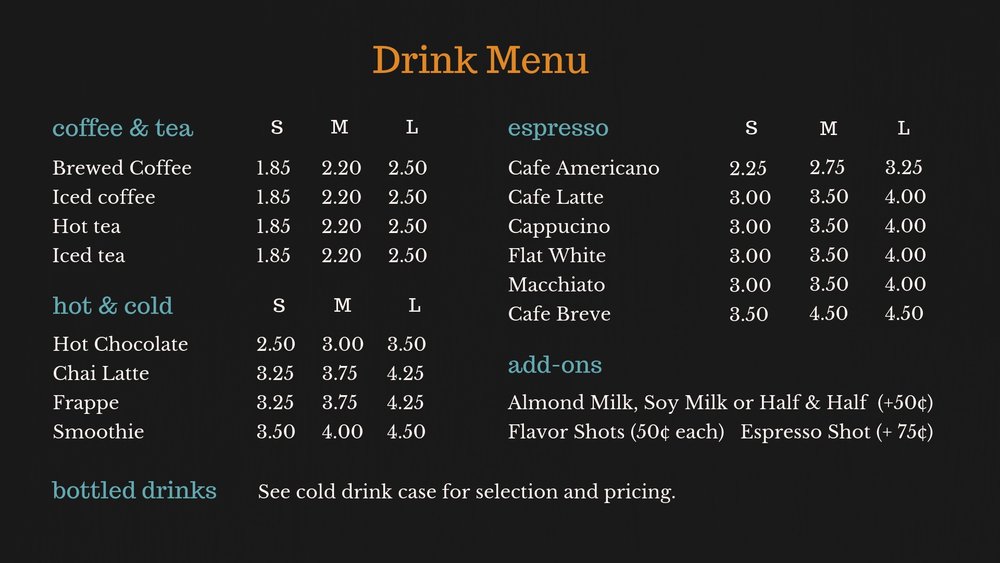 Drink Menu
coffee & tea S M L
Brewed Coffee 1.85 2.20 2.50
Iced coffee 1.85 2.20 2.50
Hot tea 1.85 2.20 2.50
Iced tea 1.85 2.20 2.50
hot & cold S M L
Hot Chocolate 2.50 3.00 3.50
Chai Latte 3.25 3.75 4.25
Frappe 3.25 3.75 4.25
Smoothie 3.50 4.00 4.50
espresso S M L
Cafe Americano 2.25 2.75 3.25
Cafe Latte 3.00 3.50 4.00
Cappucino 3.00 3.50 4.00
Flat White 3.00 3.50 4.00
Macchiato 3.00 3.50 4.00
Cafe Breve 3.50 4.50 4.50
add-ons
Almond Milk, Soy Milk or Half & Half (+50¢)
Flavor Shots (50¢ each) Espresso Shot (+ 75¢)
bottled drinks See cold drink case for selection and pricing.